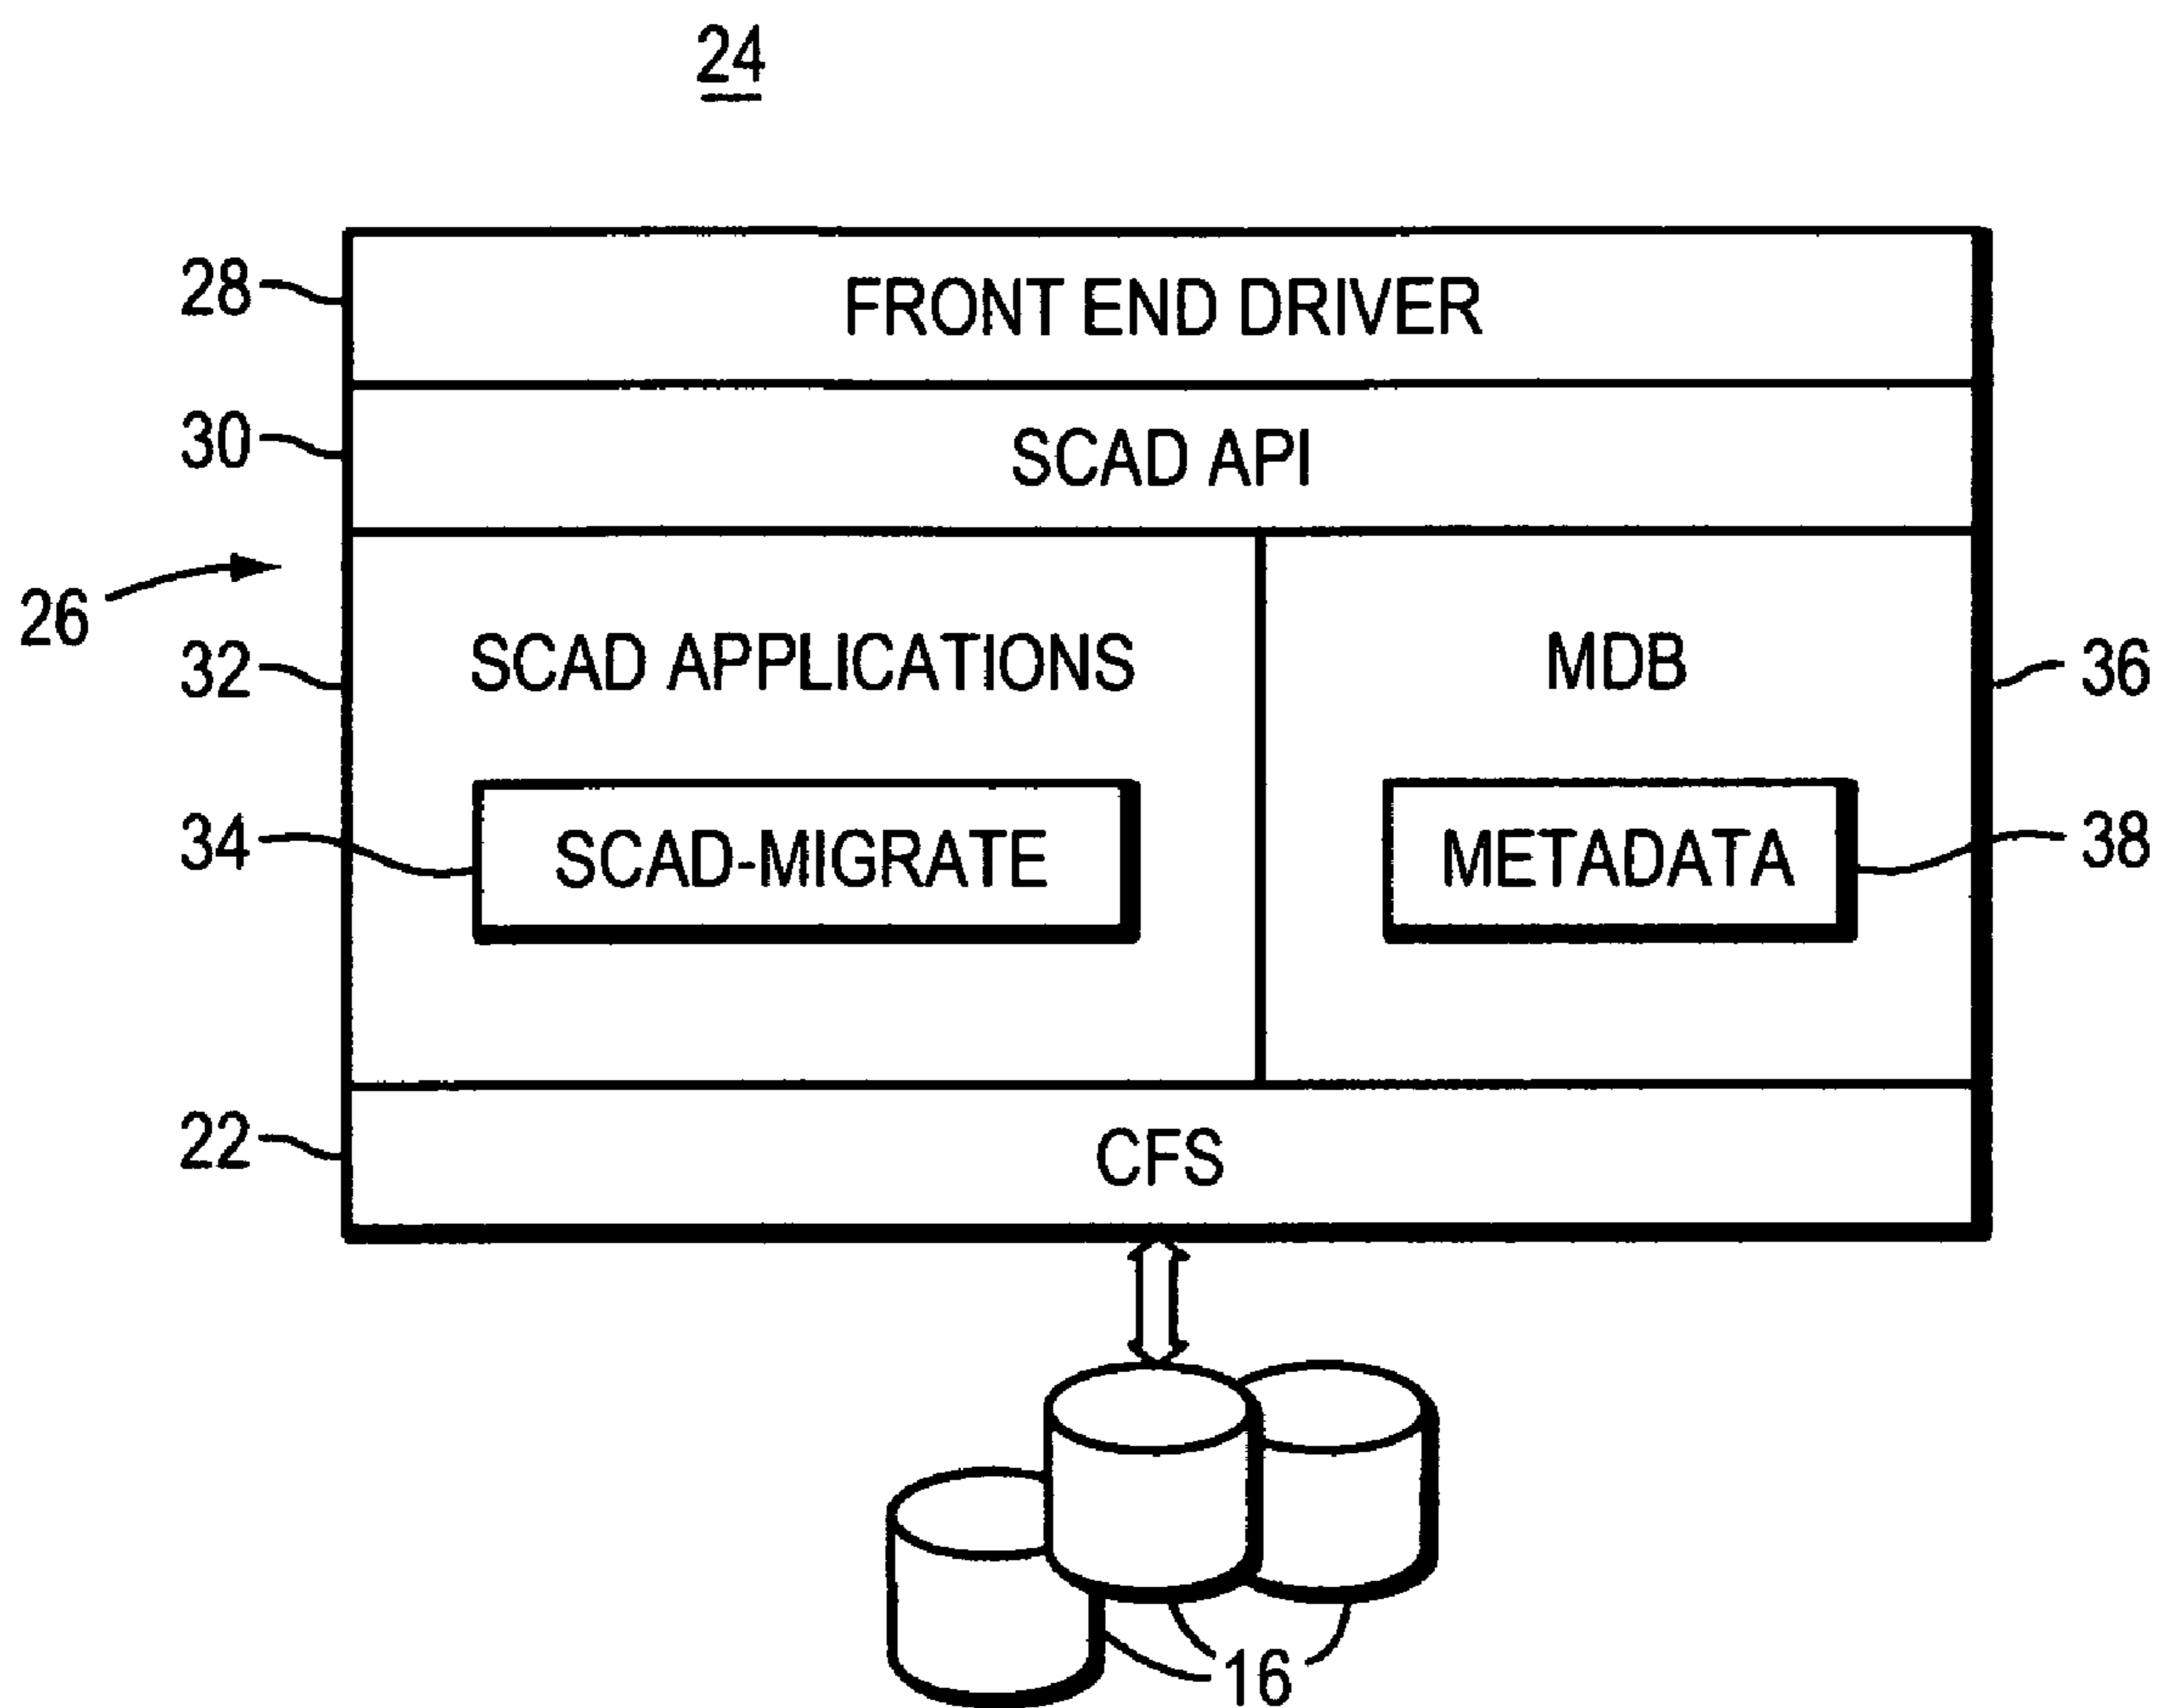 24
28
FRONT END DRIVER
30
SCAD API
26
32
SCAD APPLICATIONS
MDB
36
34
SCAD-MIGRATE
METADATA
38
22
CFS
16